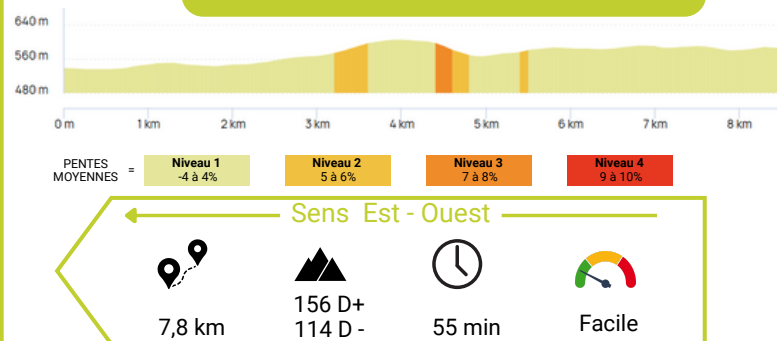 640 m
560 m
480 m
0 m 1 km 2 km 3 km 4 km 5 km 6 km 7 km 8 km
PENTES
MOYENNES =
Niveau 1
-4 à 4%
Niveau 2
5 à 6%
Niveau 3
7 à 8%
Niveau 4
9 à 10%
Sens Est - Ouest
7,8 km
156 D+
114 D -
55 min
Facile